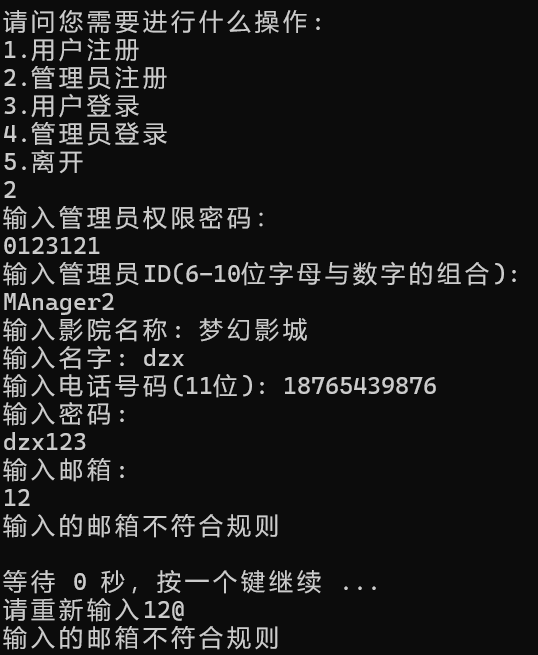 请问您需要进行什么操作:
1.用户注册
2.管理员注册
3.用户登录
4.管理员登录
5.离开
2
输入管理员权限密码:
0123121
输入管理员ID(6-10位字母与数字的组合):
MAnager2
输入影院名称: 梦幻影城
输入名字: dzx
输入电话号码(11位): 18765439876
输入密码:
dzx123
输入邮箱:
12
输入的邮箱不符合规则
等待 0 秒, 按一个键继续 ...
请重新输入12@
输入的邮箱不符合规则